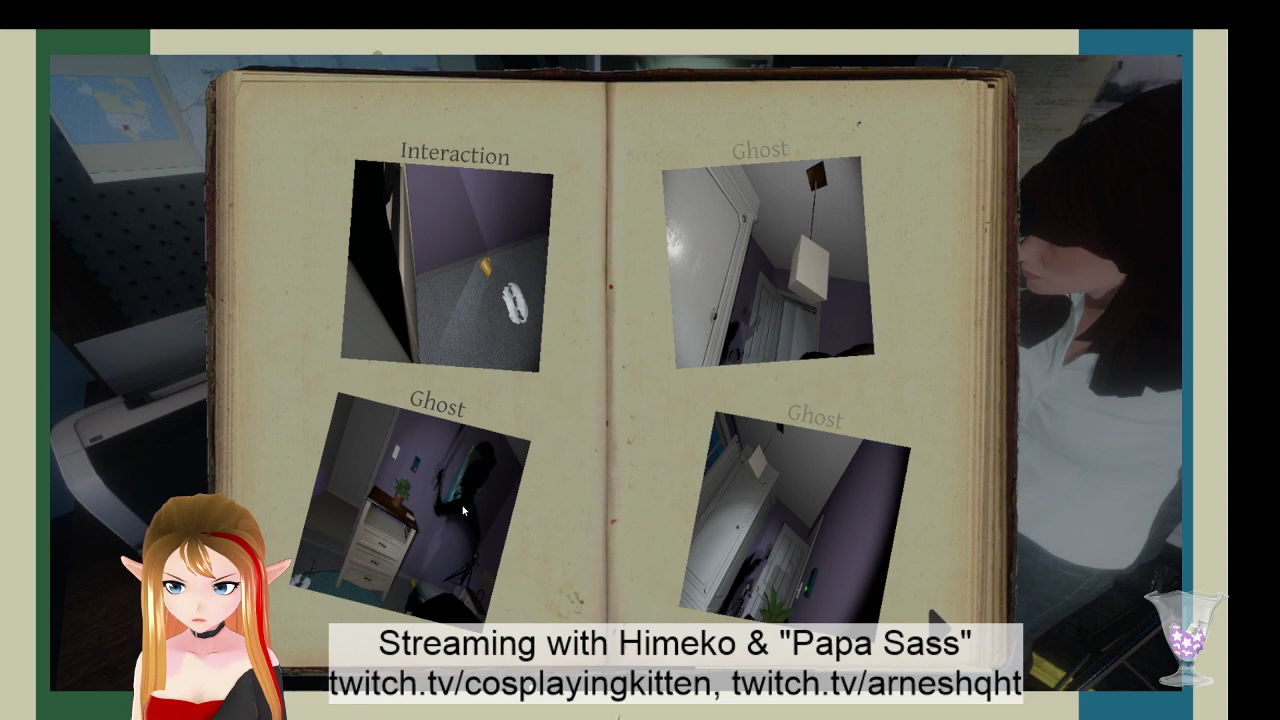 Interaction
Ghost
Ghost
Ghost
Streaming with Himeko & "Papa Sass"
twitch.tv/cosplayingkitten, twitch.tv/arneshqht